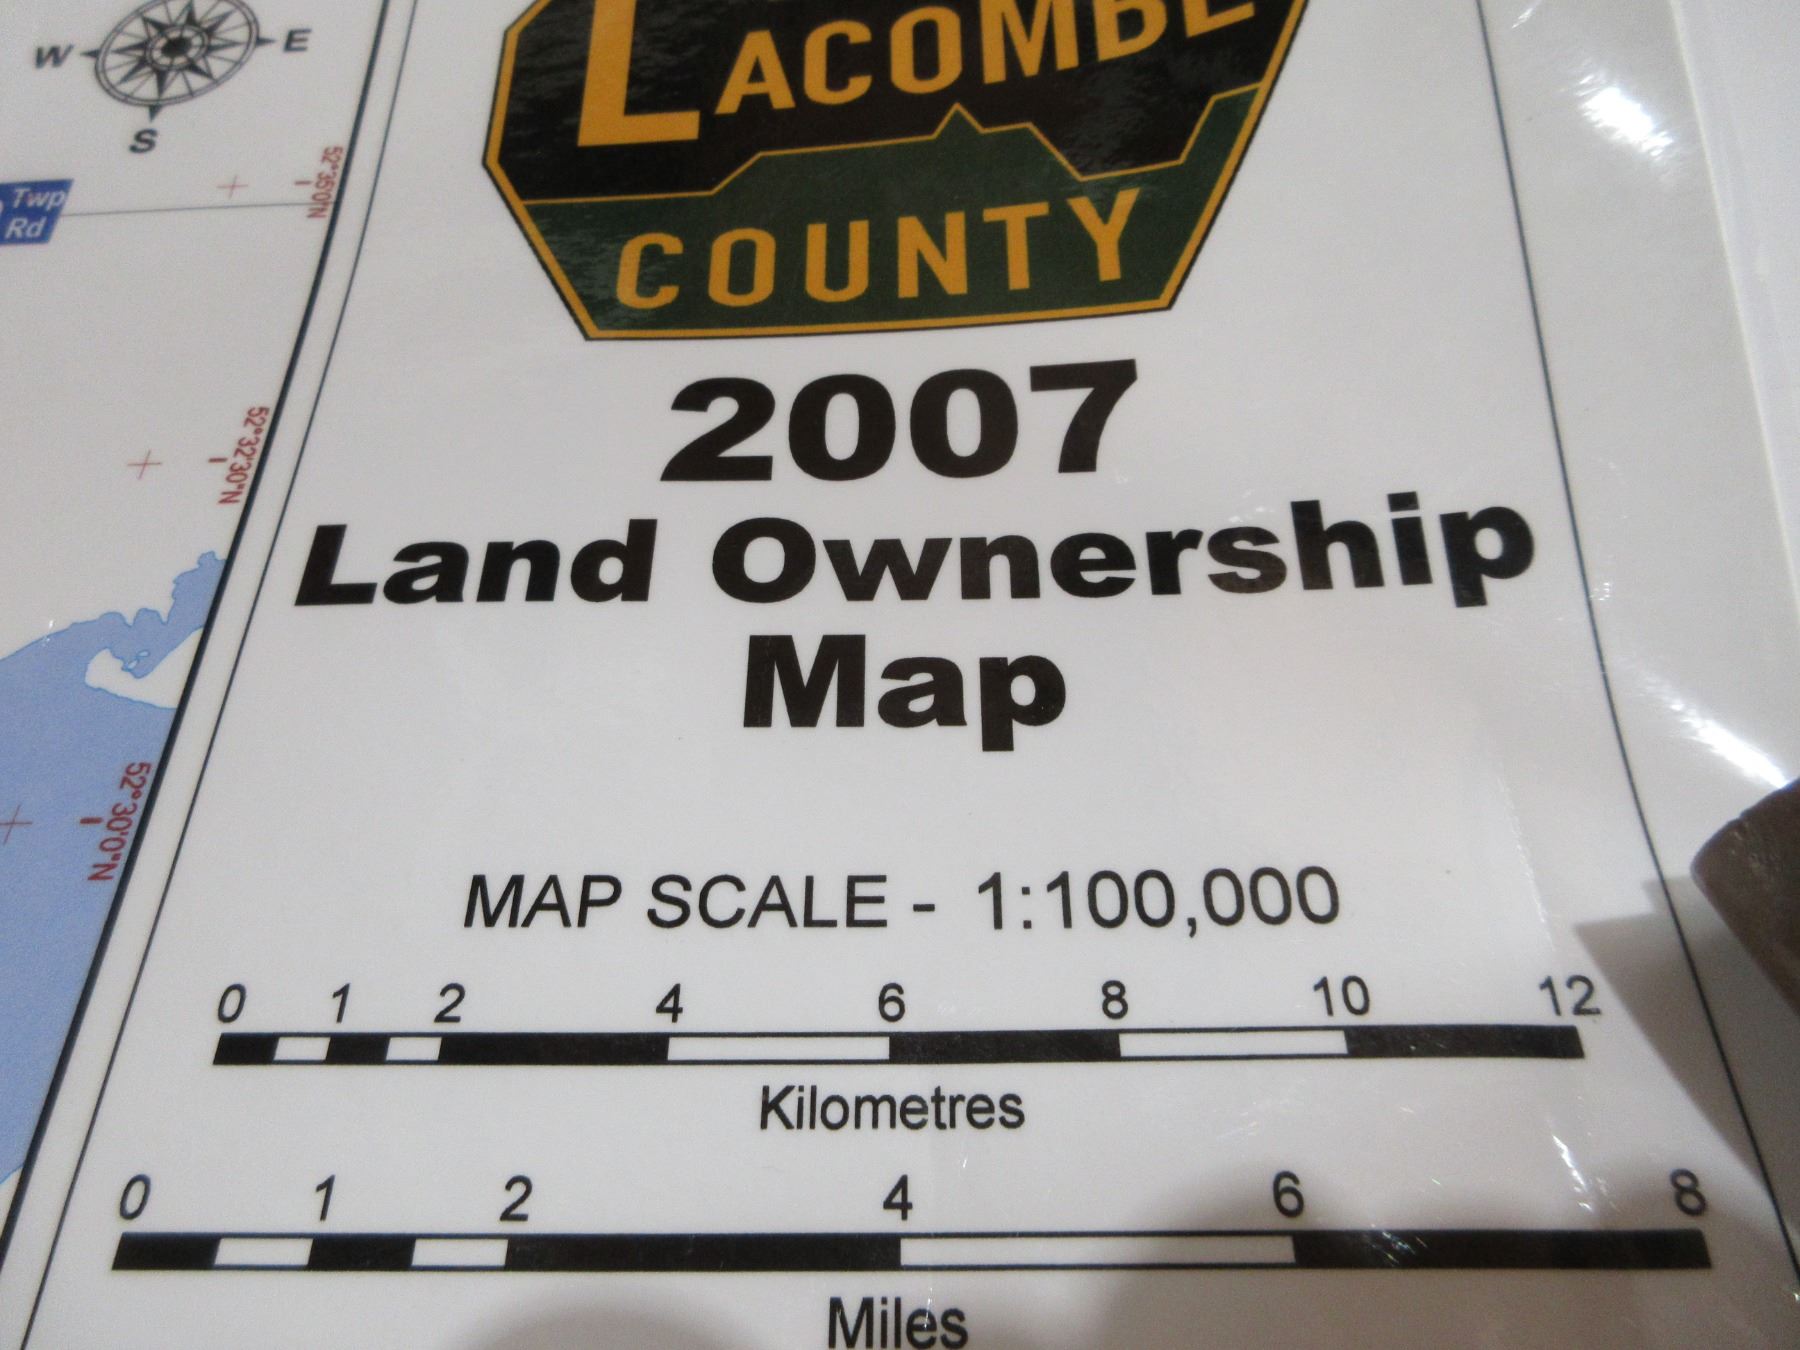 W E
S
LACOMBE
COUNTY
Twp
Rd
52°35'0"N
52°32'30"N
52°30'0"N
2007
Land Ownership
Map
MAP SCALE - 1:100,000
0 1 2 4 6 8 10 12
Kilometres
0 1 2 4 6 8
Miles